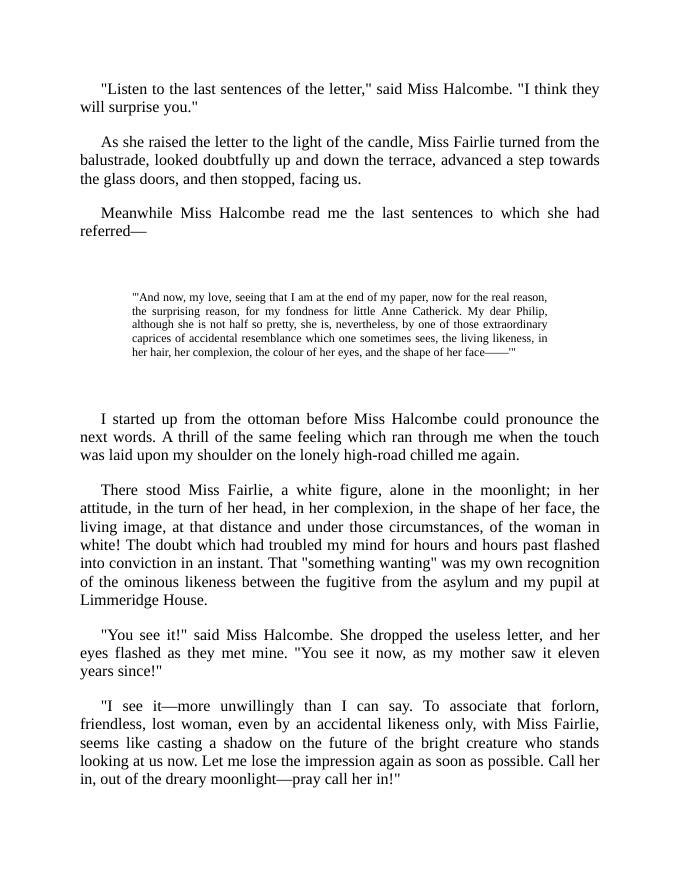 "Listen to the last sentences of the letter," said Miss Halcombe. "I think they
will surprise you."
As she raised the letter to the light of the candle, Miss Fairlie turned from the
balustrade, looked doubtfully up and down the terrace, advanced a step towards
the glass doors, and then stopped, facing us.
Meanwhile Miss Halcombe read me the last sentences to which she had
referred—
"'And now, my love, seeing that I am at the end of my paper, now for the real reason,
the surprising reason, for my fondness for little Anne Catherick. My dear Philip,
although she is not half so pretty, she is, nevertheless, by one of those extraordinary
caprices of accidental resemblance which one sometimes sees, the living likeness, in
her hair, her complexion, the colour of her eyes, and the shape of her face——'"
I started up from the ottoman before Miss Halcombe could pronounce the
next words. A thrill of the same feeling which ran through me when the touch
was laid upon my shoulder on the lonely high-road chilled me again.
There stood Miss Fairlie, a white figure, alone in the moonlight; in her
attitude, in the turn of her head, in her complexion, in the shape of her face, the
living image, at that distance and under those circumstances, of the woman in
white! The doubt which had troubled my mind for hours and hours past flashed
into conviction in an instant. That "something wanting" was my own recognition
of the ominous likeness between the fugitive from the asylum and my pupil at
Limmeridge House.
"You see it!" said Miss Halcombe. She dropped the useless letter, and her
eyes flashed as they met mine. "You see it now, as my mother saw it eleven
years since!"
"I see it—more unwillingly than I can say. To associate that forlorn,
friendless, lost woman, even by an accidental likeness only, with Miss Fairlie,
seems like casting a shadow on the future of the bright creature who stands
looking at us now. Let me lose the impression again as soon as possible. Call her
in, out of the dreary moonlight—pray call her in!"